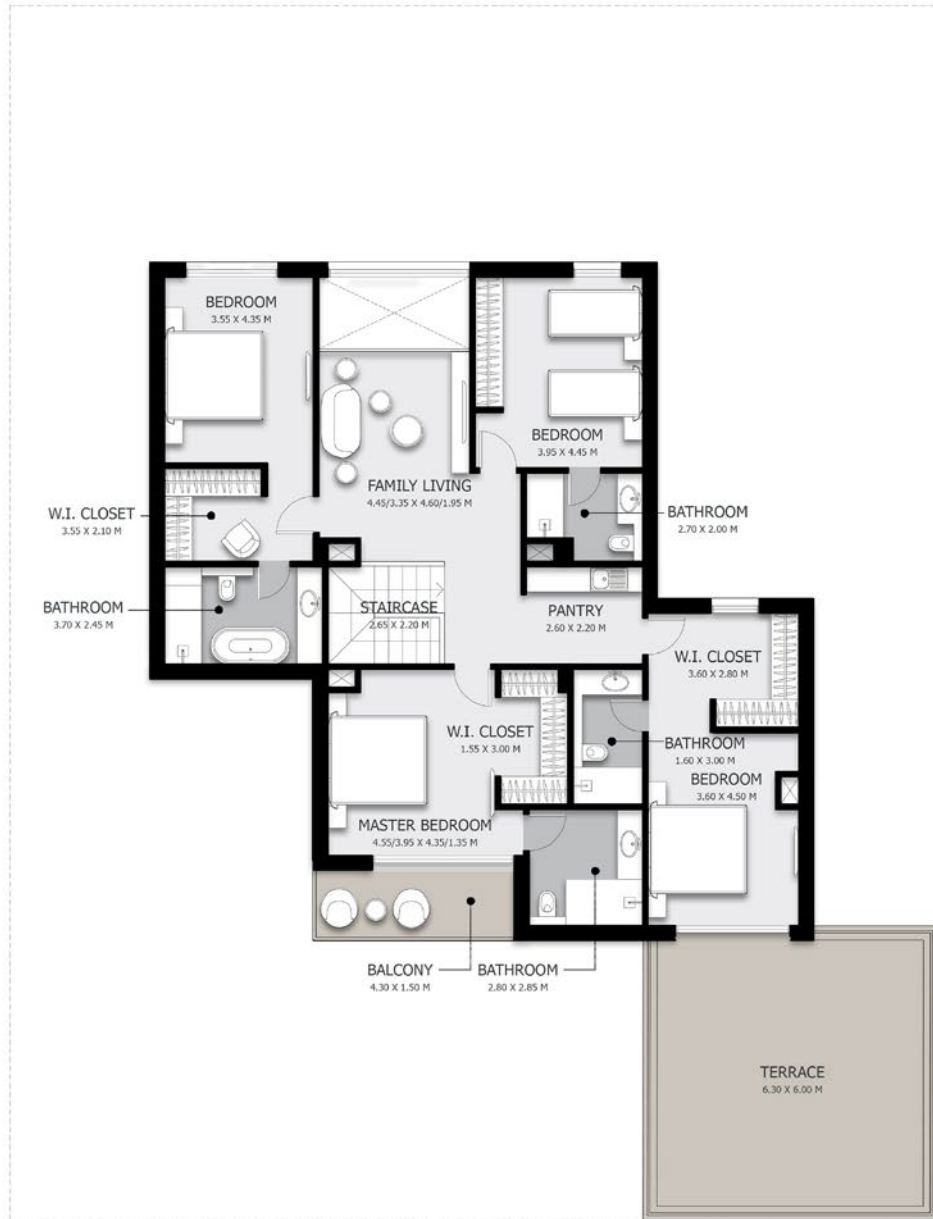 BEDROOM
3.55 X 4.35 M
BEDROOM
3.95 X 4.45 M
FAMILY LIVING
4.45/3.35 X 4.60/1.95 M
W.I. CLOSET
3.55 X 2.10 M
BATHROOM
2.70 X 2.00 M
BATHROOM
3.70 X 2.45 M
STAIRCASE
2.65 X 2.20 M
PANTRY
2.60 X 2.20 M
W.I. CLOSET
3.60 X 2.80 M
W.I. CLOSET
1.55 X 3.00 M
BATHROOM
1.60 X 3.00 M
BEDROOM
3.60 X 4.50 M
MASTER BEDROOM
4.55/3.95 X 4.35/1.35 M
BALCONY
4.30 X 1.50 M
BATHROOM
2.80 X 2.85 M
TERRACE
6.30 X 6.00 M